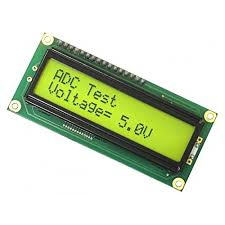 ADC Test
Voltage= 5.0V